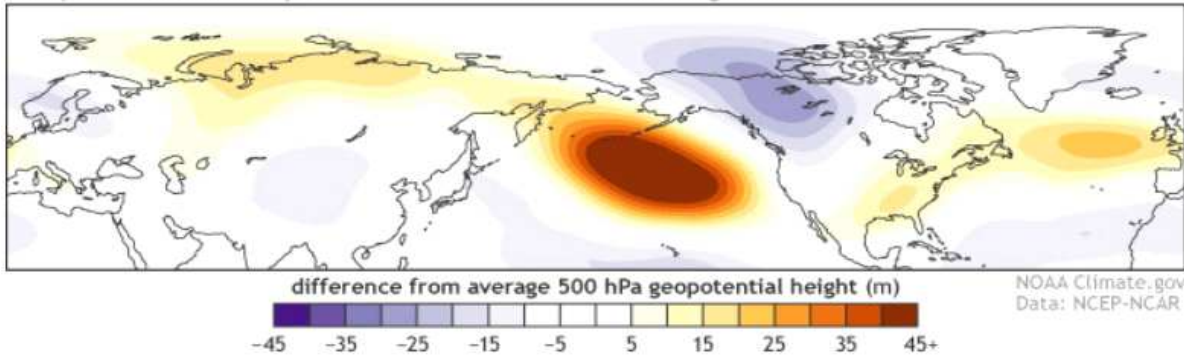 difference from average 500 hPa geopotential height (m)
NOAA Climate.gov
Data: NCEP-NCAR
-45 -35 -25 -15 -5 5 15 25 35 45+